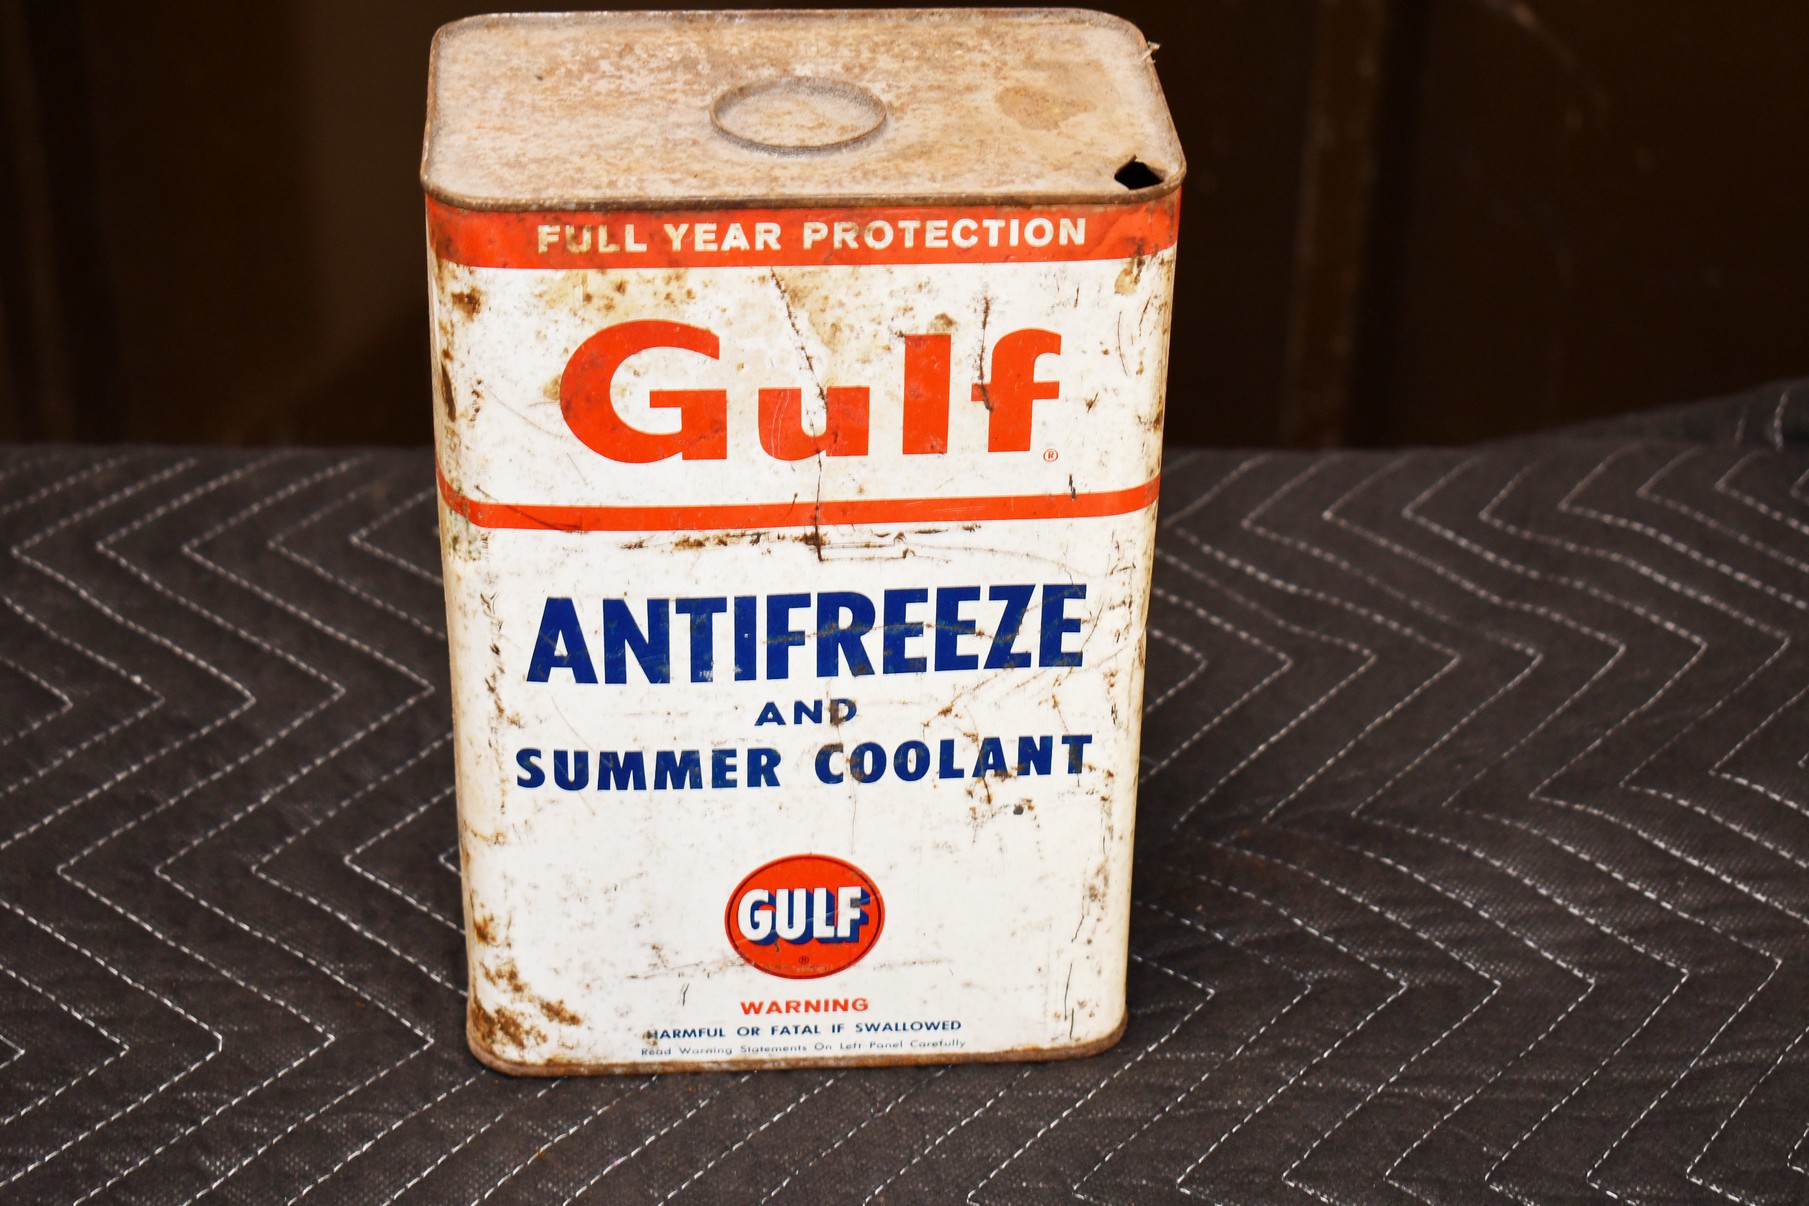 FULL YEAR PROTECTION
Gulf®
ANTIFREEZE
AND
SUMMER COOLANT
GULF
®
WARNING
HARMFUL OR FATAL IF SWALLOWED
Read Warning Statements On Left Panel Carefully